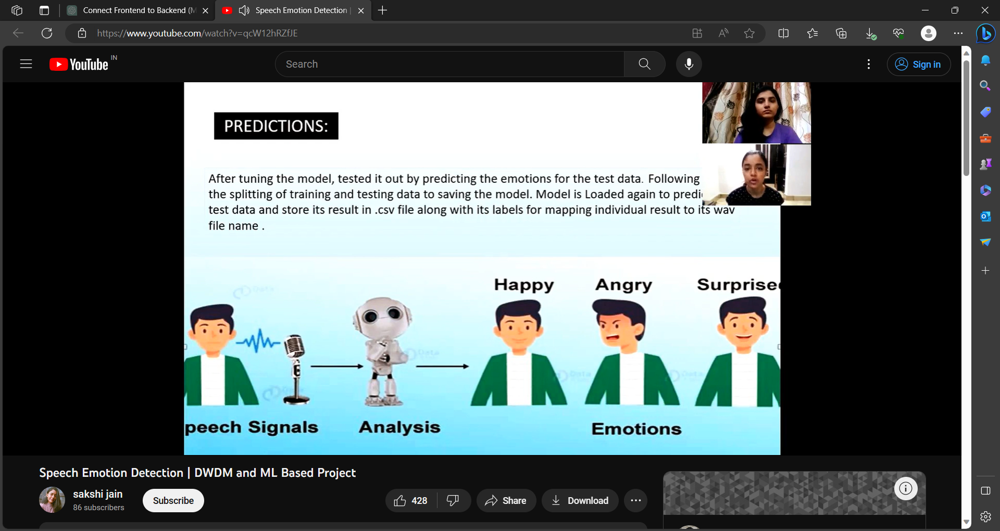 Connect Frontend to Backend (M
Speech Emotion Detection |
https://www.youtube.com/watch?v=qcW12hRZfJE
YouTube IN
Search
Sign in
PREDICTIONS:
After tuning the model, tested it out by predicting the emotions for the test data. Following
the splitting of training and testing data to saving the model. Model is Loaded again to predi
test data and store its result in .csv file along with its labels for mapping individual result to its wav
file name .
Happy Angry Surprise
peech Signals Analysis Emotions
Speech Emotion Detection | DWDM and ML Based Project
sakshi jain
86 subscribers
Subscribe
428
Share
Download